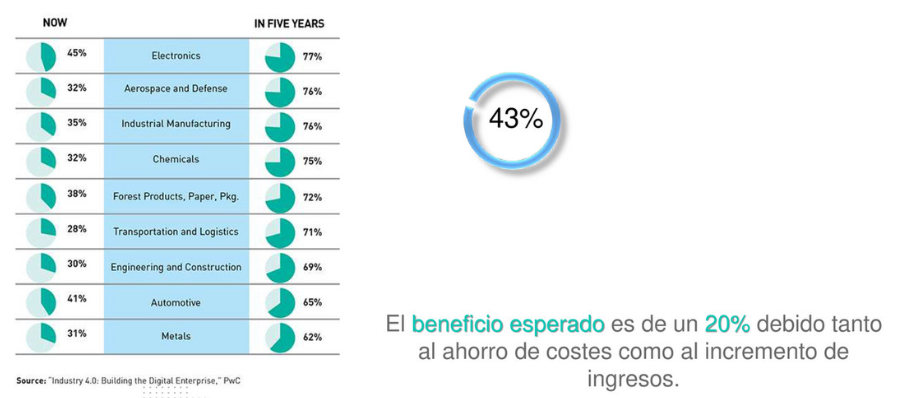 NOW IN FIVE YEARS
45% Electronics 77%
32% Aerospace and Defense 76%
35% Industrial Manufacturing 76%
32% Chemicals 75%
38% Forest Products, Paper, Pkg. 72%
28% Transportation and Logistics 71%
30% Engineering and Construction 69%
41% Automotive 65%
31% Metals 62%
Source: "Industry 4.0: Building the Digital Enterprise," PwC
43%
El beneficio esperado es de un 20% debido tanto
al ahorro de costes como al incremento de
ingresos.